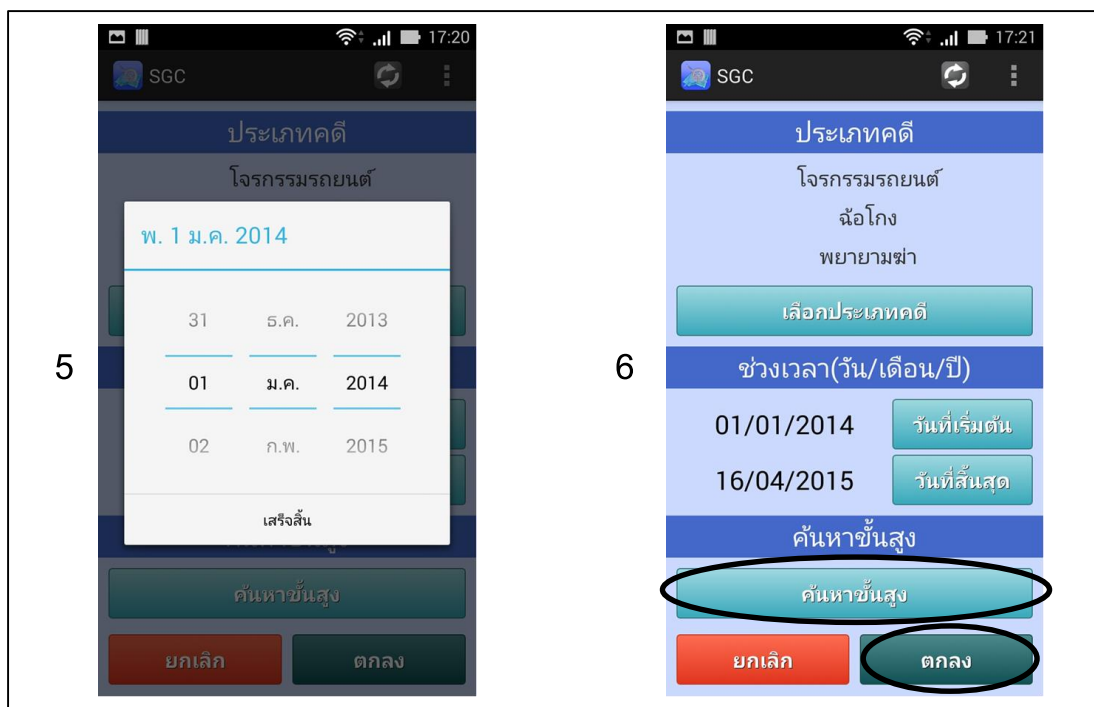 17:20
SGC
ประเภทคดี
โจรกรรมรถยนต์
พ. 1 ม.ค. 2014
31 ธ.ค. 2013
01 ม.ค. 2014
02 ก.พ. 2015
เสร็จสิ้น
ค้นหาขั้นสูง
ยกเลิก ตกลง
5
17:21
SGC
ประเภทคดี
โจรกรรมรถยนต์
ฉ้อโกง
พยายามฆ่า
เลือกประเภทคดี
ช่วงเวลา(วัน/เดือน/ปี)
01/01/2014 วันที่เริ่มต้น
16/04/2015 วันที่สิ้นสุด
ค้นหาขั้นสูง
ค้นหาขั้นสูง
ยกเลิก ตกลง
6